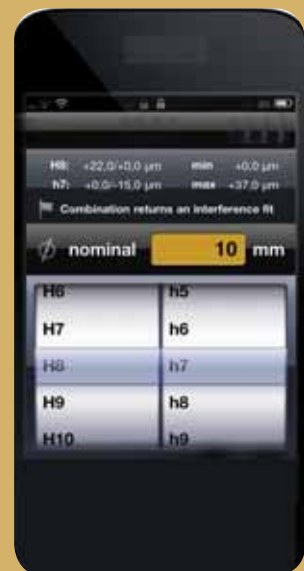 H8: +22,0/+0,0 µm min +0,0 µm
h7: +0,0/-15,0 µm max +37,0 µm
Combination returns an interference fit
nominal 10 mm
H6 h5
H7 h6
H8 h7
H9 h8
H10 h9